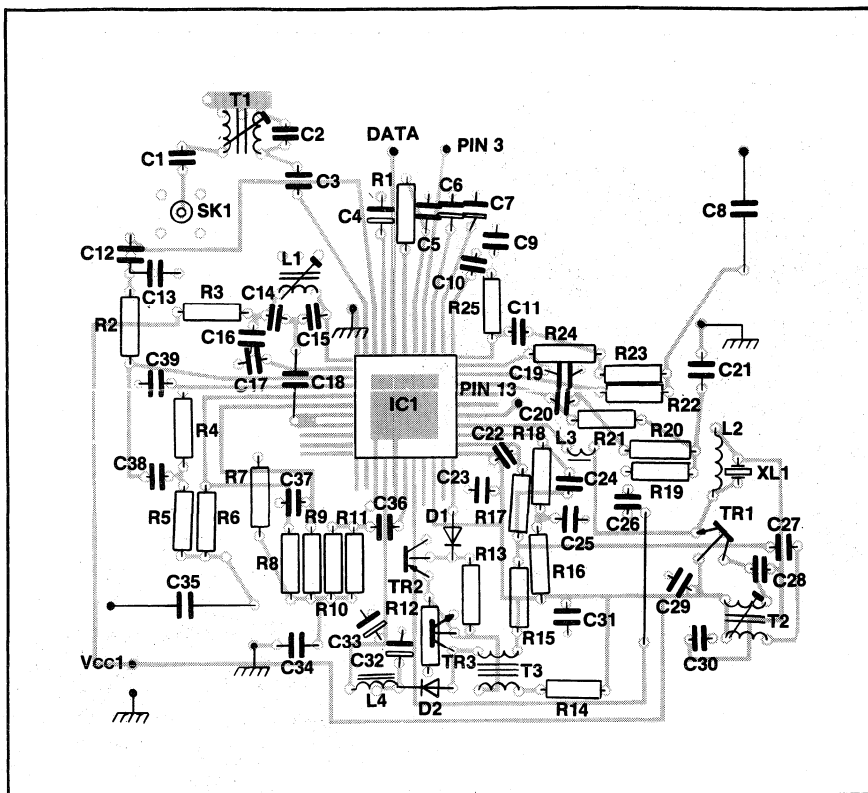 T1
C2
DATA
PIN 3
C1
C3
R1
C6
C7
C4
C8
SK1
C5
C9
C12
L1
C10
C13
R3
C14
R25
C11
R2
C16
C15
R24
R23
C39
C17
C18
C19
C21
PIN 13
R22
IC1
C20
R4
R21
R20
L2
C22
R18
L3
C38
R7
C37
C23
C24
R19
XL1
C36
D1
R17
R5
R6
R9
R11
C26
TR1
C27
C25
R8
R13
R16
TR2
C28
C35
R10
R12
C29
C31
T2
C33
R15
C34
C32
TR3
C30
Vcc1
T3
L4
D2
R14